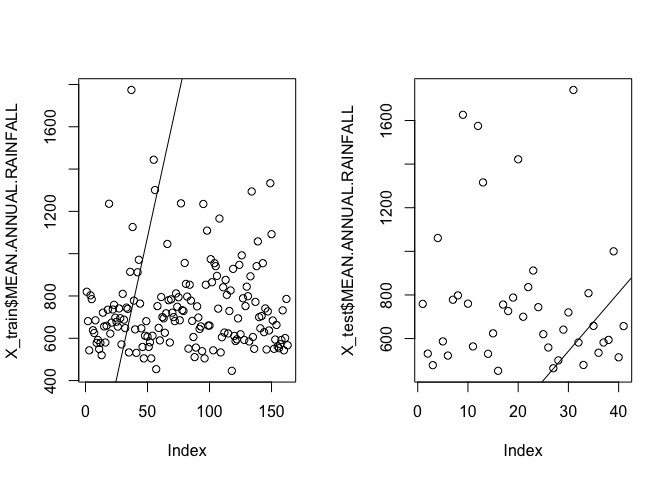 X_train$MEAN.ANNUAL.RAINFALL
400 600 800 1200 1600
0 50 100 150
Index
X_test$MEAN.ANNUAL.RAINFALL
600 800 1200 1600
0 10 20 30 40
Index